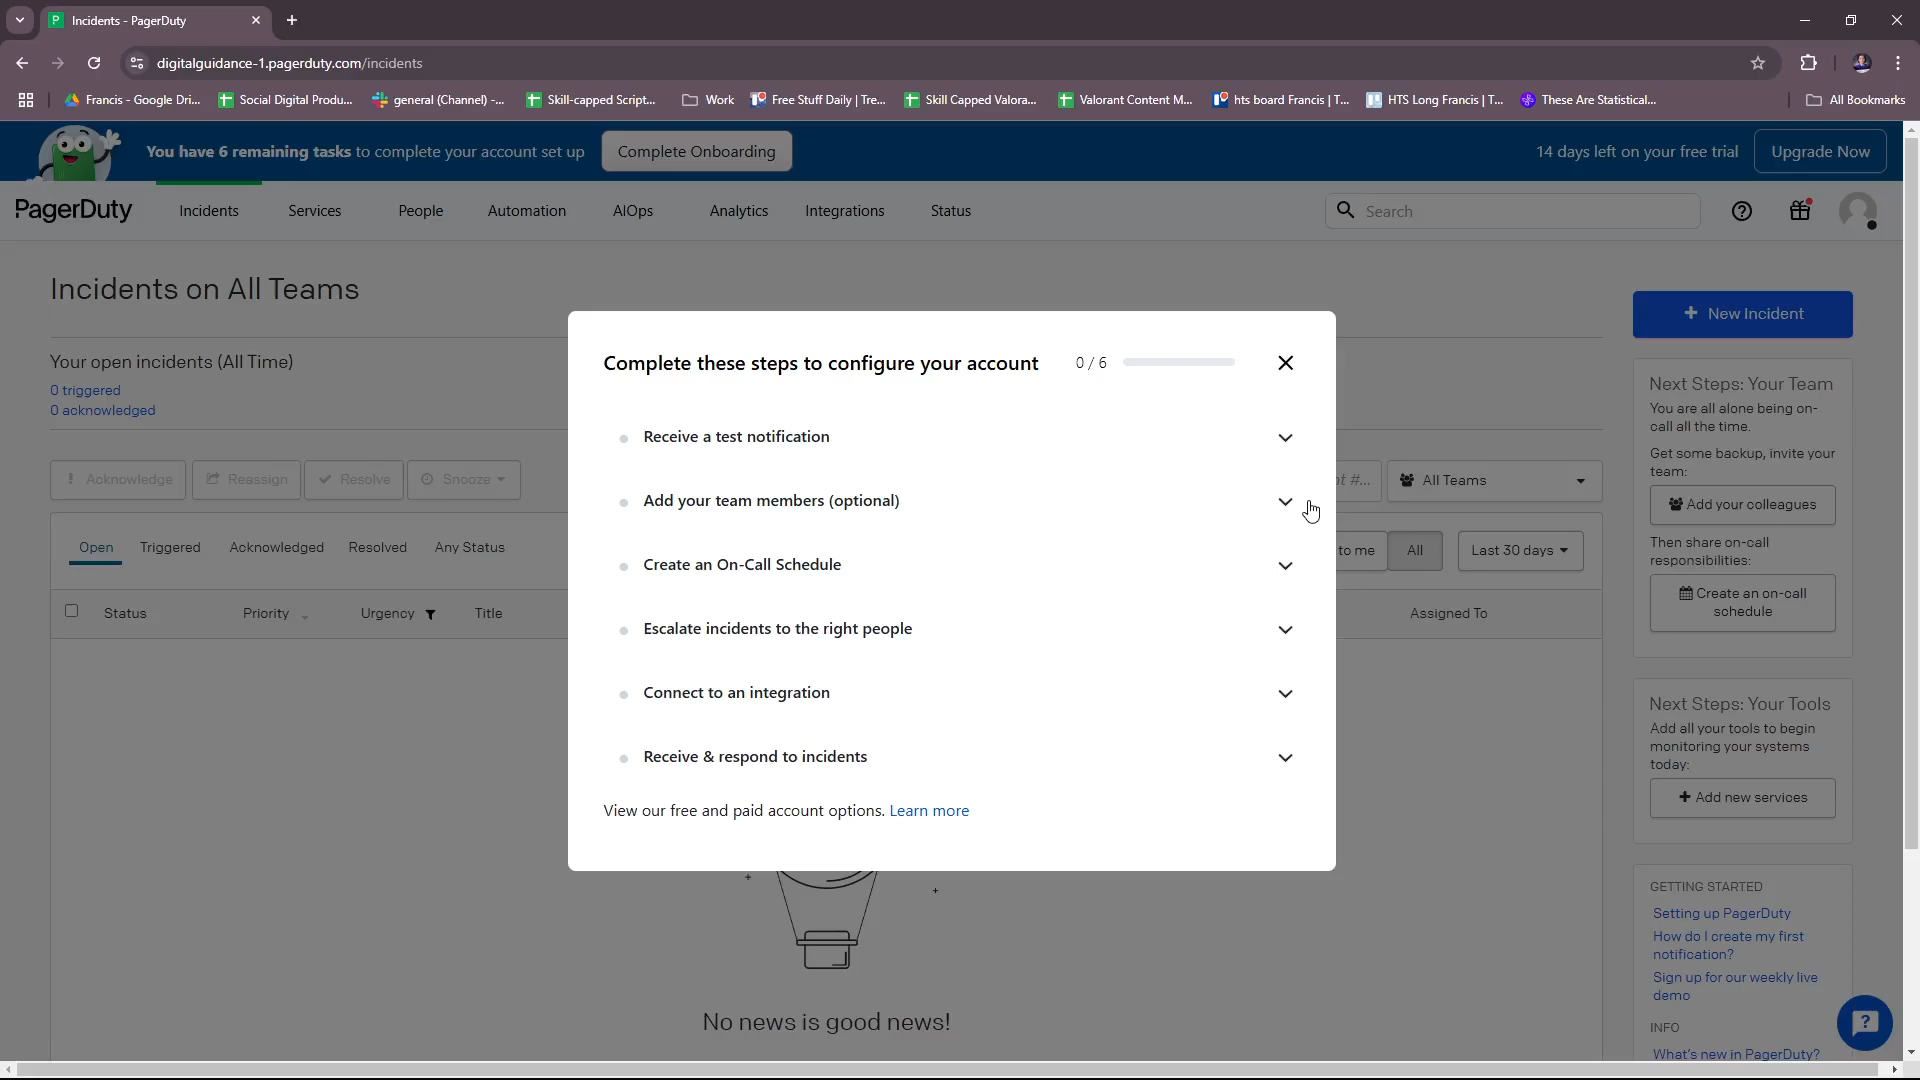 P Incidents - PagerDuty
digitalguidance-1.pagerduty.com/incidents
Francis - Google Dri...
Social Digital Produ...
general (Channel) -...
Skill-capped Script...
Work
Free Stuff Daily | Tre...
Skill Capped Valora...
Valorant Content M...
hts board Francis | T...
HTS Long Francis | T...
These Are Statistical...
All Bookmarks
You have 6 remaining tasks to complete your account set up
Complete Onboarding
14 days left on your free trial
Upgrade Now
PagerDuty
Incidents
Services
People
Automation
AIOps
Analytics
Integrations
Status
Search
Incidents on All Teams
New Incident
Your open incidents (All Time)
0 triggered
0 acknowledged
Acknowledge
Reassign
Resolve
Snooze
#...
All Teams
Open
Triggered
Acknowledged
Resolved
Any Status
to me
All
Last 30 days
Status
Priority
Urgency
Title
Assigned To
Complete these steps to configure your account
0 / 6
Receive a test notification
Add your team members (optional)
Create an On-Call Schedule
Escalate incidents to the right people
Connect to an integration
Receive & respond to incidents
View our free and paid account options. Learn more
No news is good news!
Next Steps: Your Team
You are all alone being on-
call all the time.
Get some backup, invite your
team:
Add your colleagues
Then share on-call
responsibilities:
Create an on-call
schedule
Next Steps: Your Tools
Add all your tools to begin
monitoring your systems
today:
+ Add new services
GETTING STARTED
Setting up PagerDuty
How do I create my first
notification?
Sign up for our weekly live
demo
INFO
What's new in PagerDuty?